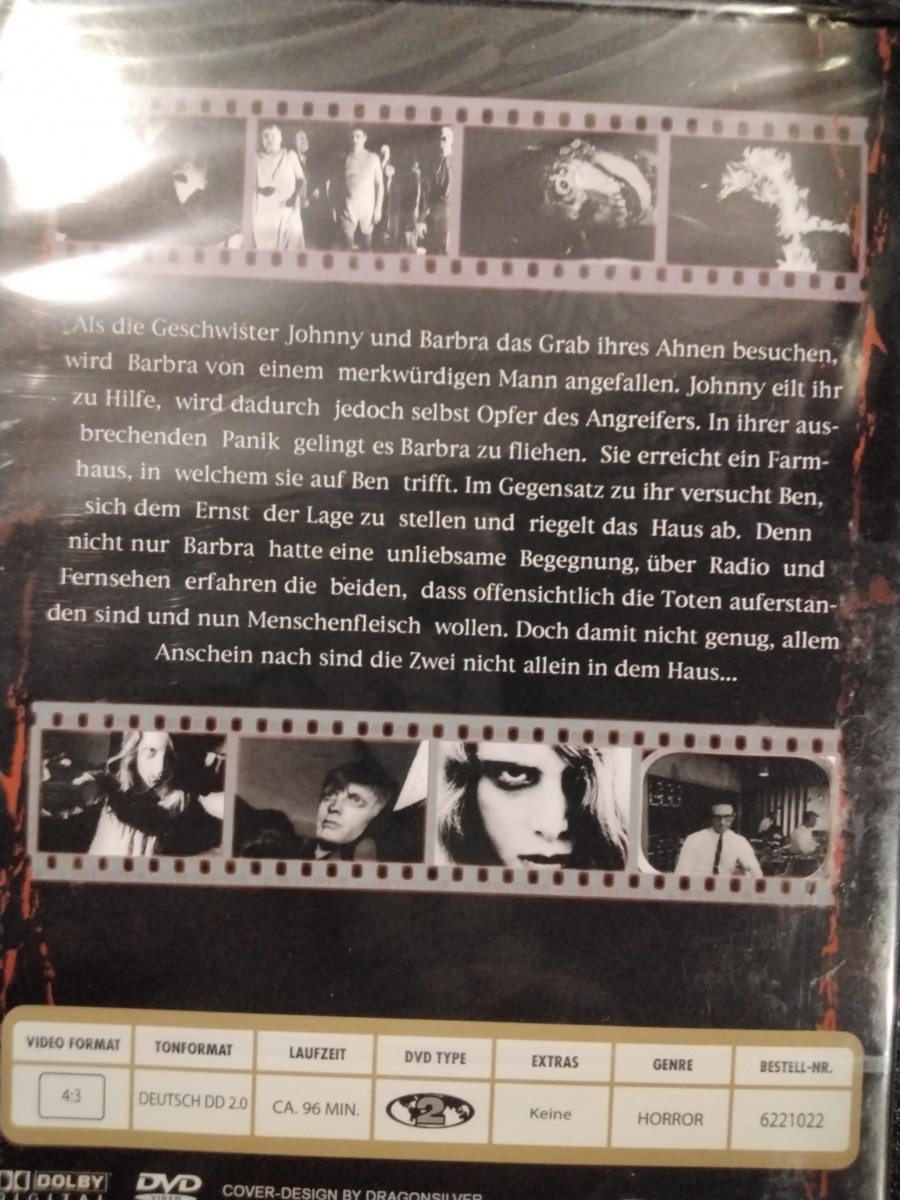 Als die Geschwister Johnny und Barbra das Grab ihres Ahnen besuchen,
wird Barbra von einem merkwürdigen Mann angefallen. Johnny eilt ihr
zu Hilfe, wird dadurch jedoch selbst Opfer des Angreifers. In ihrer aus-
brechenden Panik gelingt es Barbra zu fliehen. Sie erreicht ein Farm-
haus, in welchem sie auf Ben trifft. Im Gegensatz zu ihr versucht Ben,
sich dem Ernst der Lage zu stellen und riegelt das Haus ab. Denn
nicht nur Barbra hatte eine unliebsame Begegnung, über Radio und
Fernsehen erfahren die beiden, dass offensichtlich die Toten auferstan-
den sind und nun Menschenfleisch wollen. Doch damit nicht genug, allem
Anschein nach sind die Zwei nicht allein in dem Haus...
VIDEO FORMAT TONFORMAT LAUFZEIT DVD TYPE EXTRAS GENRE BESTELL-NR.
4:3 DEUTSCH DD 2.0 CA. 96 MIN. 2 Keine HORROR 6221022
DOLBY DVD COVER-DESIGN BY DRAGONSILVER
DIGITAL VIDEO